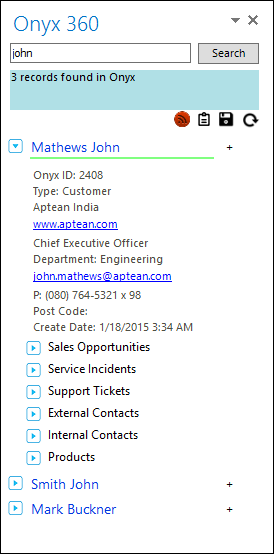 Onyx 360
john
Search
3 records found in Onyx
Mathews John +
Onyx ID: 2408
Type: Customer
Aptean India
www.aptean.com
Chief Executive Officer
Department: Engineering
john.mathews@aptean.com
P: (080) 764-5321 x 98
Post Code:
Create Date: 1/18/2015 3:34 AM
Sales Opportunities
Service Incidents
Support Tickets
External Contacts
Internal Contacts
Products
Smith John +
Mark Buckner +